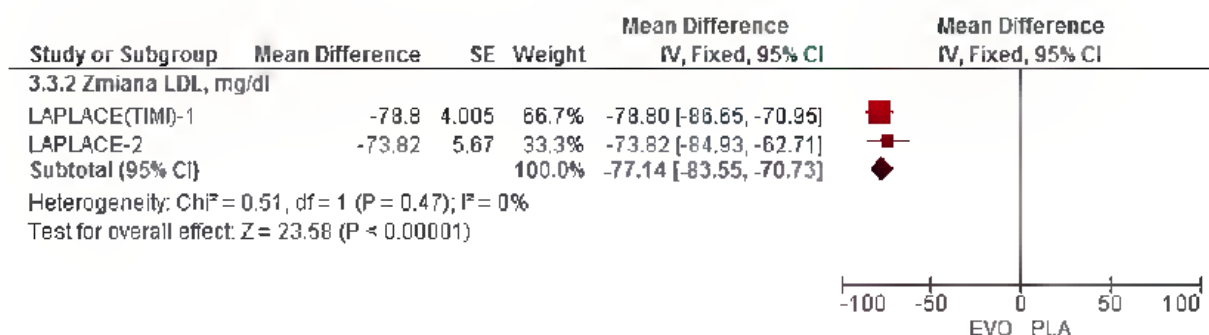 Mean Difference Mean Difference
Study or Subgroup Mean Difference SE Weight IV, Fixed, 95% CI IV, Fixed, 95% CI
3.3.2 Zmiana LDL, mg/dl
LAPLACE(TIMI)-1 -78.8 4.005 66.7% -78.80 [-86.65, -70.95]
LAPLACE-2 -73.82 5.67 33.3% -73.82 [-84.93, -62.71]
Subtotal (95% CI) 100.0% -77.14 [-83.55, -70.73]
Heterogeneity: Chi² = 0.51, df = 1 (P = 0.47); I² = 0%
Test for overall effect: Z = 23.58 (P < 0.00001)
-100 -50 0 50 100
EVO PLA